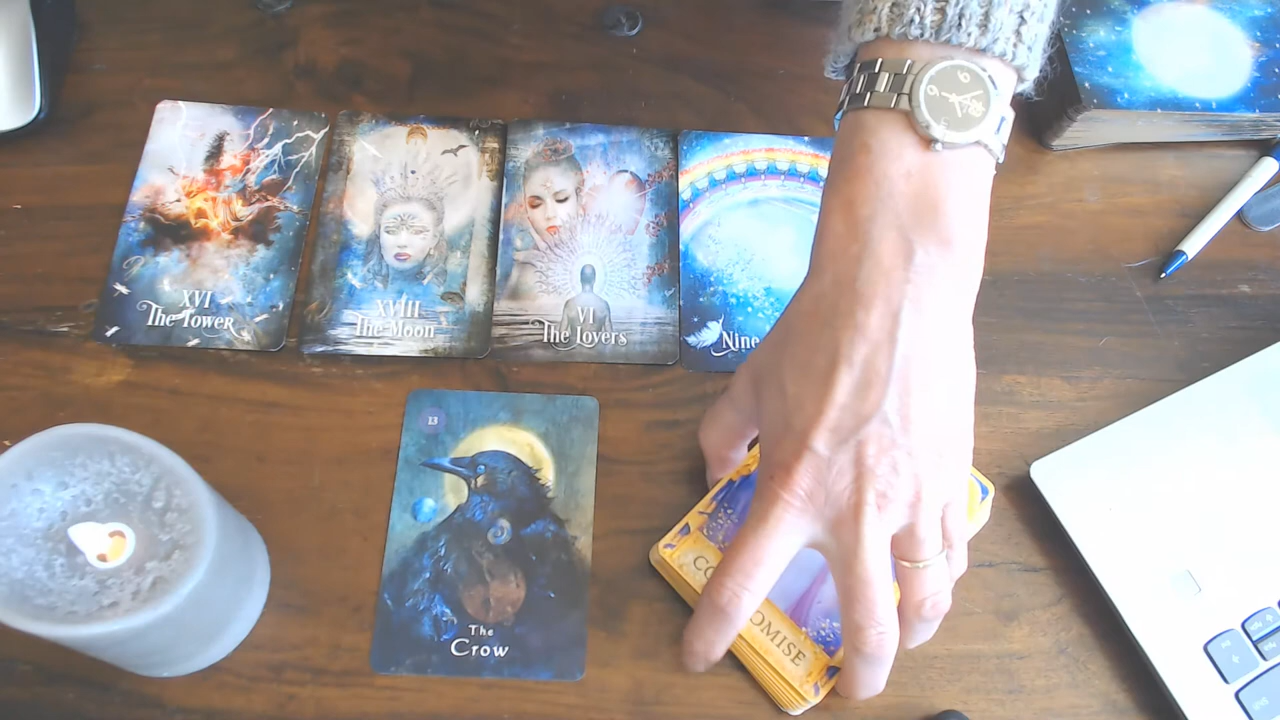 XVI
The Tower
XVIII
The Moon
VI
The Lovers
Nine
13
The
Crow